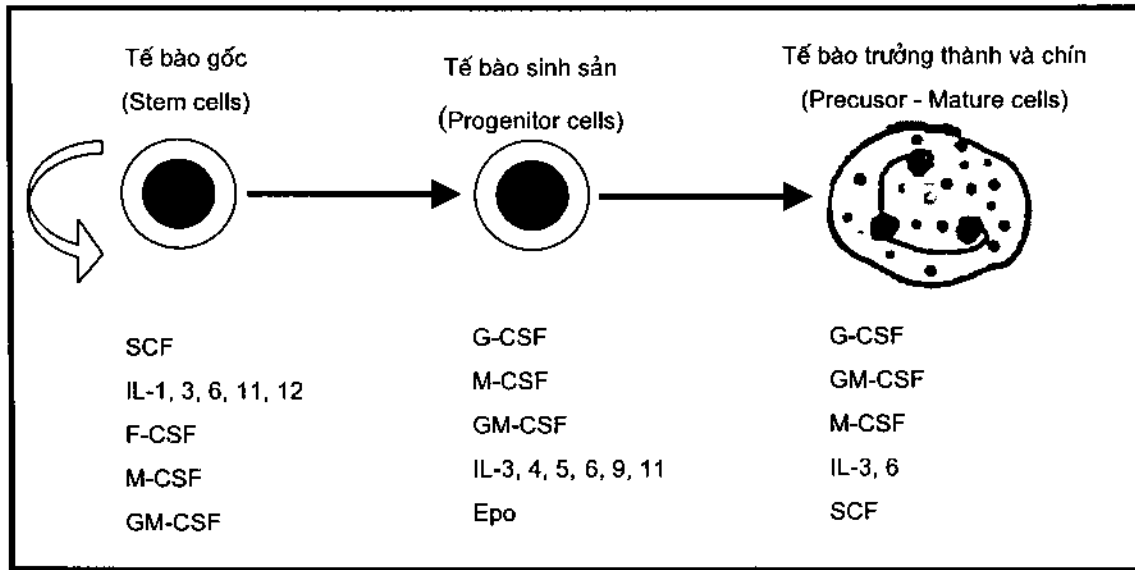 Tế bào gốc
(Stem cells)
Tế bào sinh sản
(Progenitor cells)
Tế bào trưởng thành và chín
(Precusor - Mature cells)
SCF
IL-1, 3, 6, 11, 12
F-CSF
M-CSF
GM-CSF
G-CSF
M-CSF
GM-CSF
IL-3, 4, 5, 6, 9, 11
Epo
G-CSF
GM-CSF
M-CSF
IL-3, 6
SCF